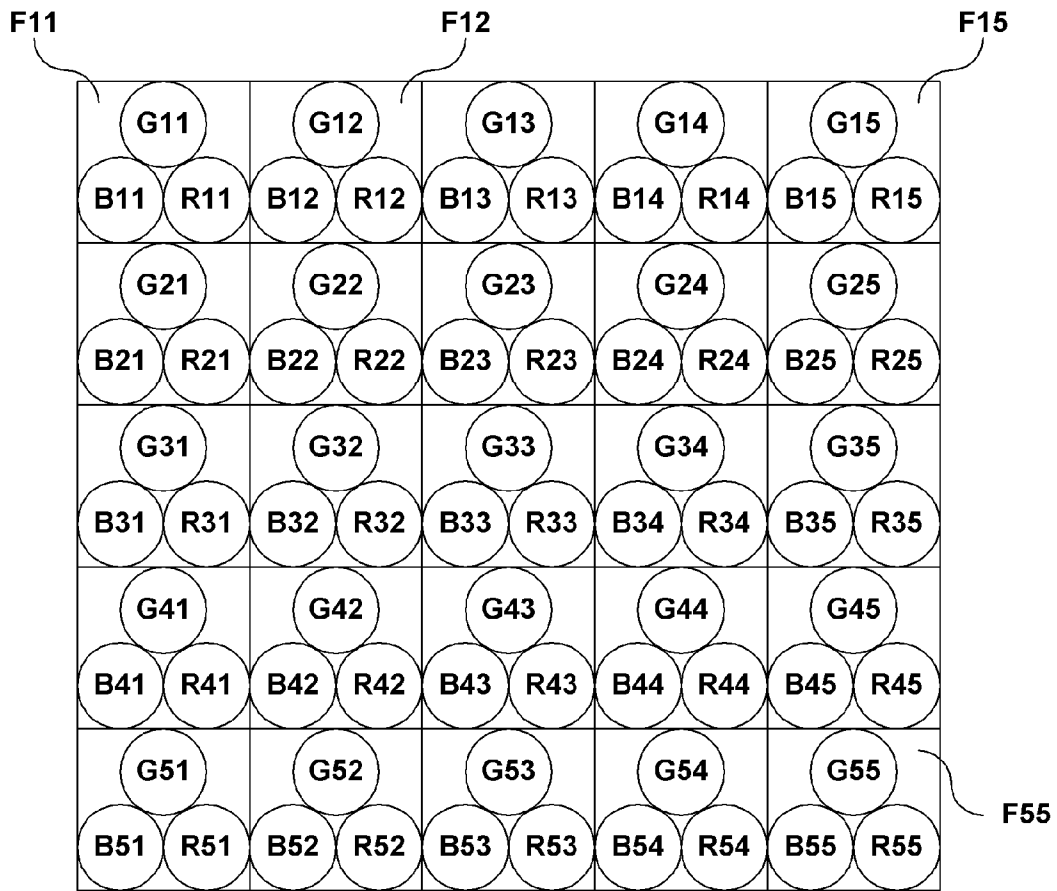 F11 F12 F15
G11 G12 G13 G14 G15
B11 R11 B12 R12 B13 R13 B14 R14 B15 R15
G21 G22 G23 G24 G25
B21 R21 B22 R22 B23 R23 B24 R24 B25 R25
G31 G32 G33 G34 G35
B31 R31 B32 R32 B33 R33 B34 R34 B35 R35
G41 G42 G43 G44 G45
B41 R41 B42 R42 B43 R43 B44 R44 B45 R45
G51 G52 G53 G54 G55
F55
B51 R51 B52 R52 B53 R53 B54 R54 B55 R55